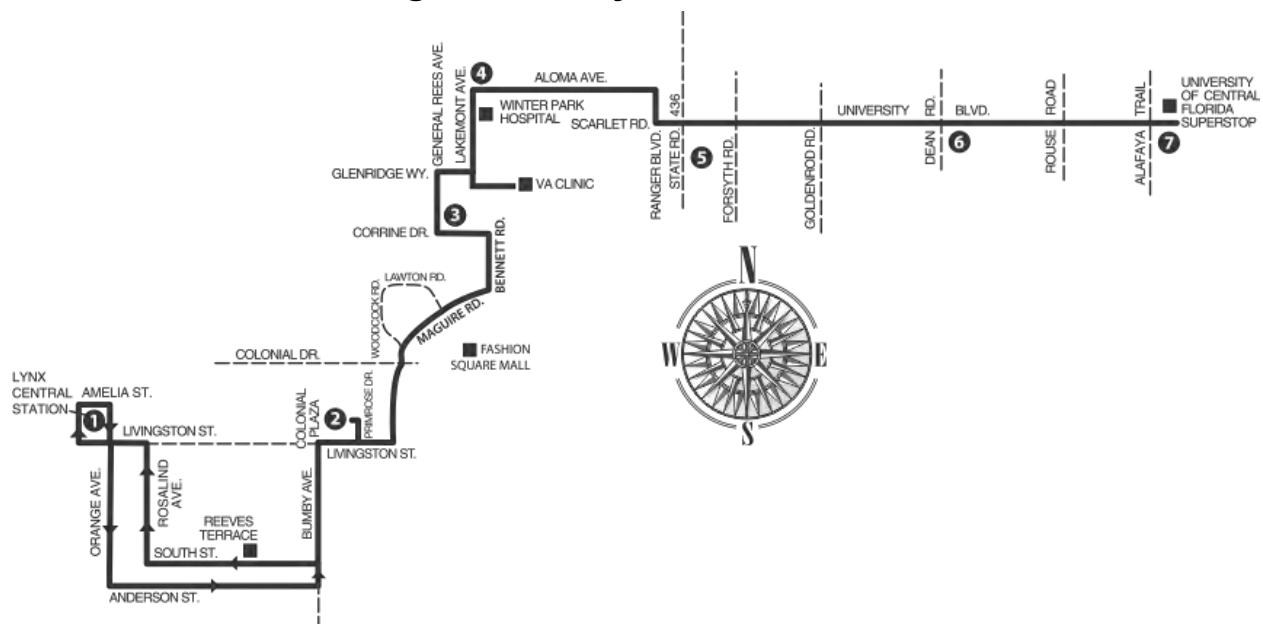 GENERAL REES AVE.
LAKEMONT AVE.
4
ALOMA AVE.
WINTER PARK
HOSPITAL
SCARLET RD.
436
STATE RD.
RANGER BLVD.
5
FORSYTH RD.
GOLDENROD RD.
UNIVERSITY
BLVD.
DEAN
RD.
6
ROUSE
ROAD
ALAFAYA
TRAIL
7
UNIVERSITY
OF CENTRAL
FLORIDA
SUPERSTOP
GLENRIDGE WY.
VA CLINIC
3
CORRINE DR.
BENNETT RD.
LAWTON RD.
WOODCOCK RD.
MAGUIRE RD.
FASHION
SQUARE MALL
COLONIAL DR.
N
W
E
S
LYNX
CENTRAL
STATION
AMELIA ST.
1
LIVINGSTON ST.
COLONIAL
PLAZA
2
PRIMROSE DR.
LIVINGSTON ST.
ORANGE AVE.
ROSALIND
AVE.
REEVES
TERRACE
BUMBY AVE.
SOUTH ST.
ANDERSON ST.